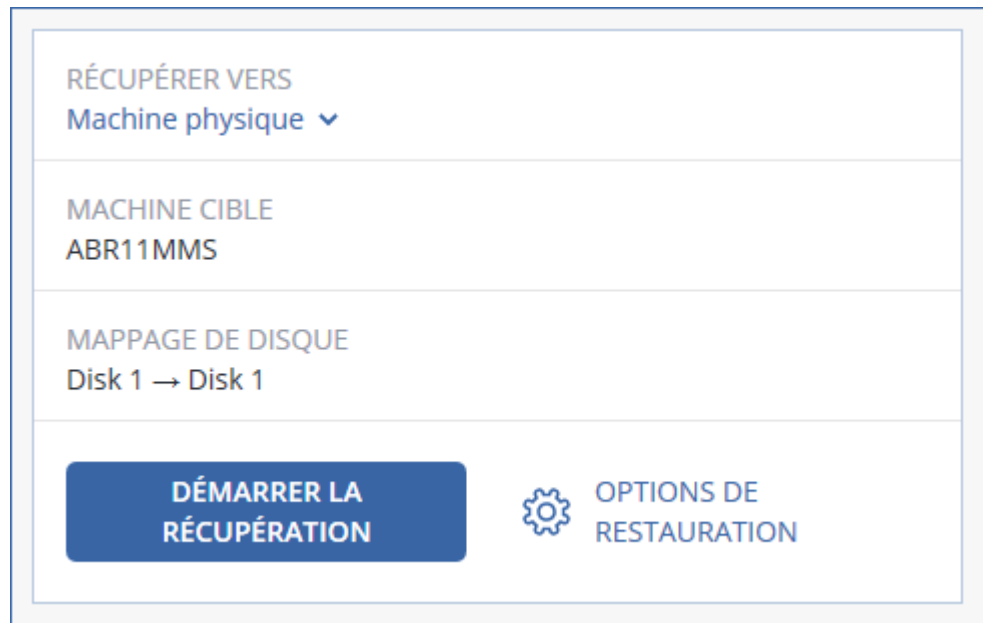 RÉCUPÉRER VERS
Machine physique
MACHINE CIBLE
ABR11MMS
MAPPAGE DE DISQUE
Disk 1 → Disk 1
DÉMARRER LA
RÉCUPÉRATION
OPTIONS DE
RESTAURATION